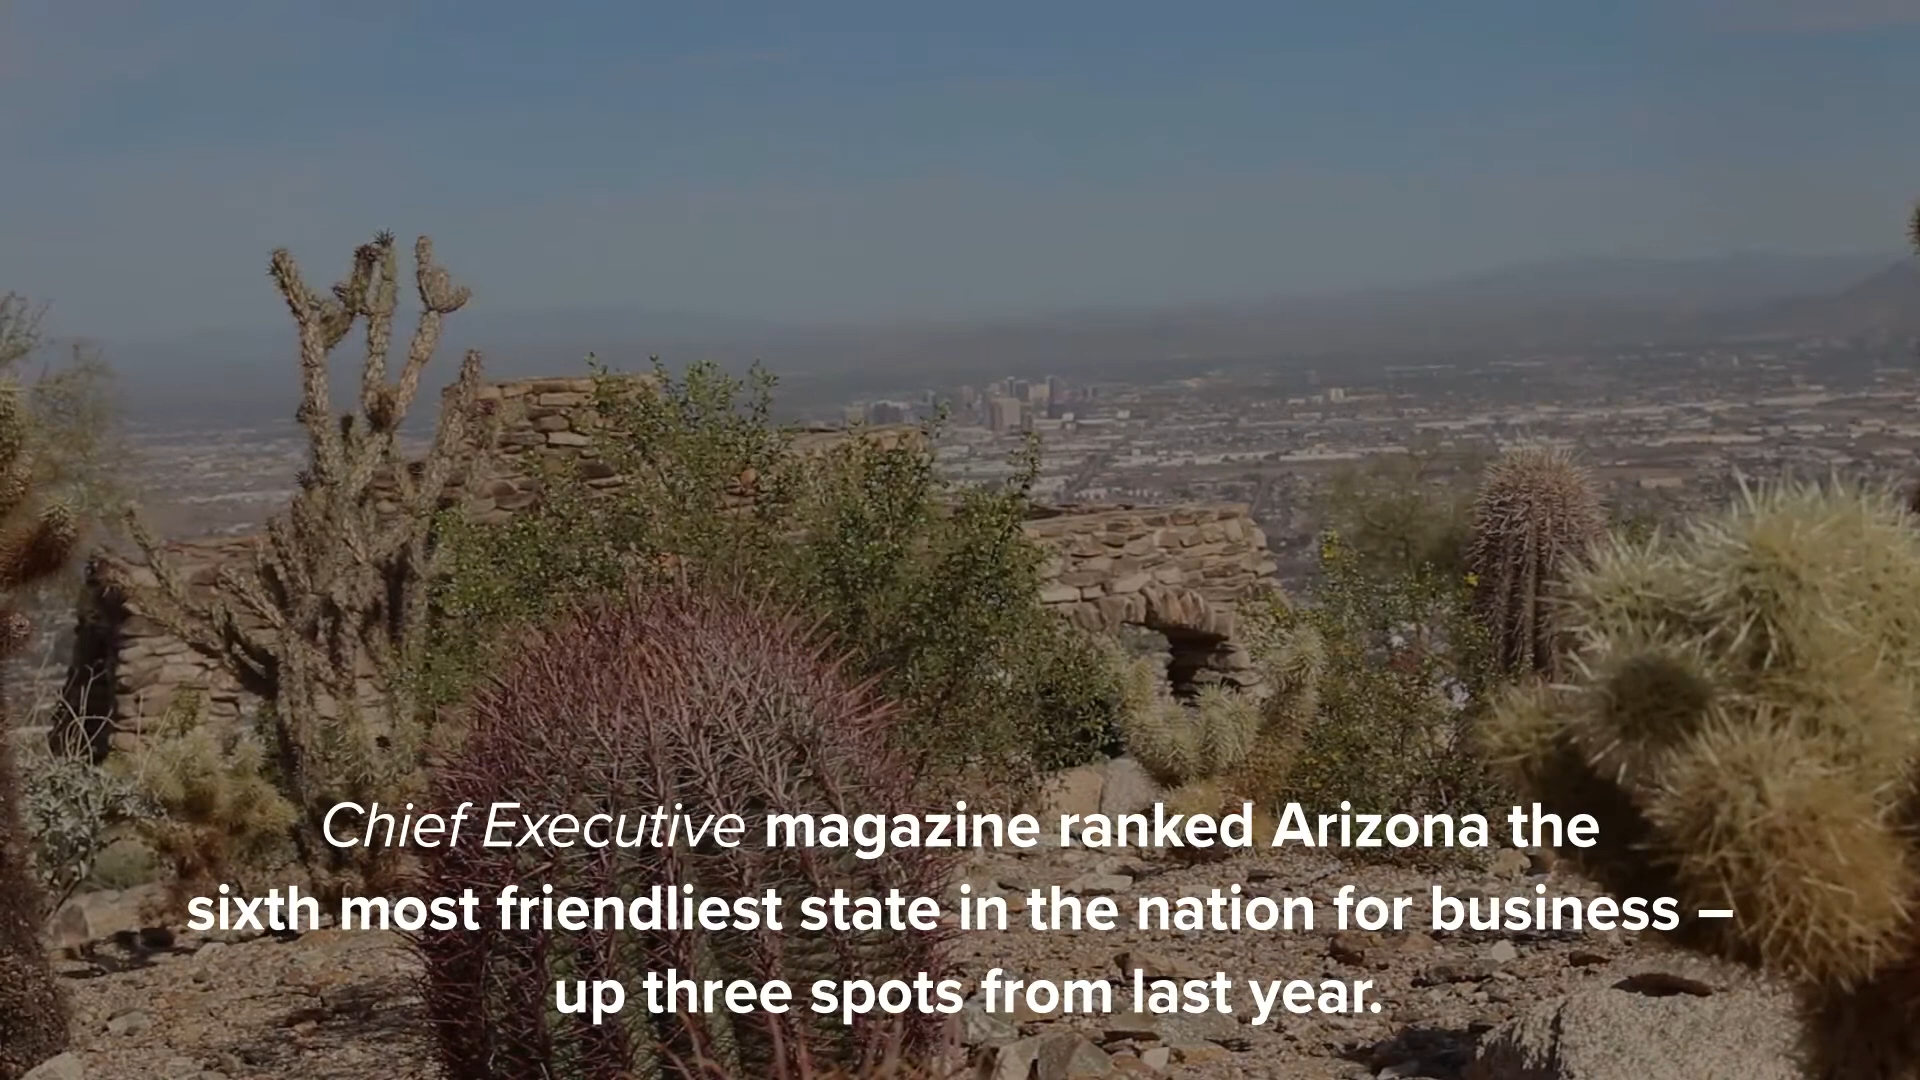 Chief Executive magazine ranked Arizona the
sixth most friendliest state in the nation for business –
up three spots from last year.